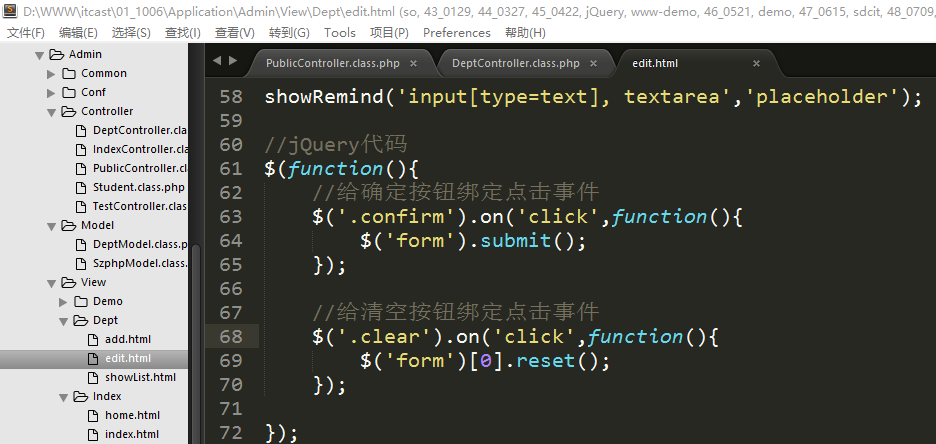 D:\WWW\itcast\01_1006\Application\Admin\View\Dept\edit.html (so, 43_0129, 44_0327, 45_0422, jQuery, www-demo, 46_0521, demo, 47_0615, sdcit, 48_0709,
文件(F) 编辑(E) 选择(S) 查找(I) 查看(V) 转到(G) Tools 项目(P) Preferences 帮助(H)
Admin
Common
Conf
Controller
DeptController.cla
IndexController.cla
PublicController.cla
Student.class.php
TestController.class
Model
DeptModel.class.p
SzphpModel.class.
View
Demo
Dept
add.html
edit.html
showList.html
Index
home.html
index.html
PublicController.class.php × DeptController.class.php × edit.html ×
58 showRemind('input[type=text], textarea','placeholder');
59
60 //jQuery代码
61 $(function(){
62 //给确定按钮绑定点击事件
63 $('.confirm').on('click',function(){
64 $('form').submit();
65 });
66
67 //给清空按钮绑定点击事件
68 $('.clear').on('click',function(){
69 $('form')[0].reset();
70 });
71
72 });